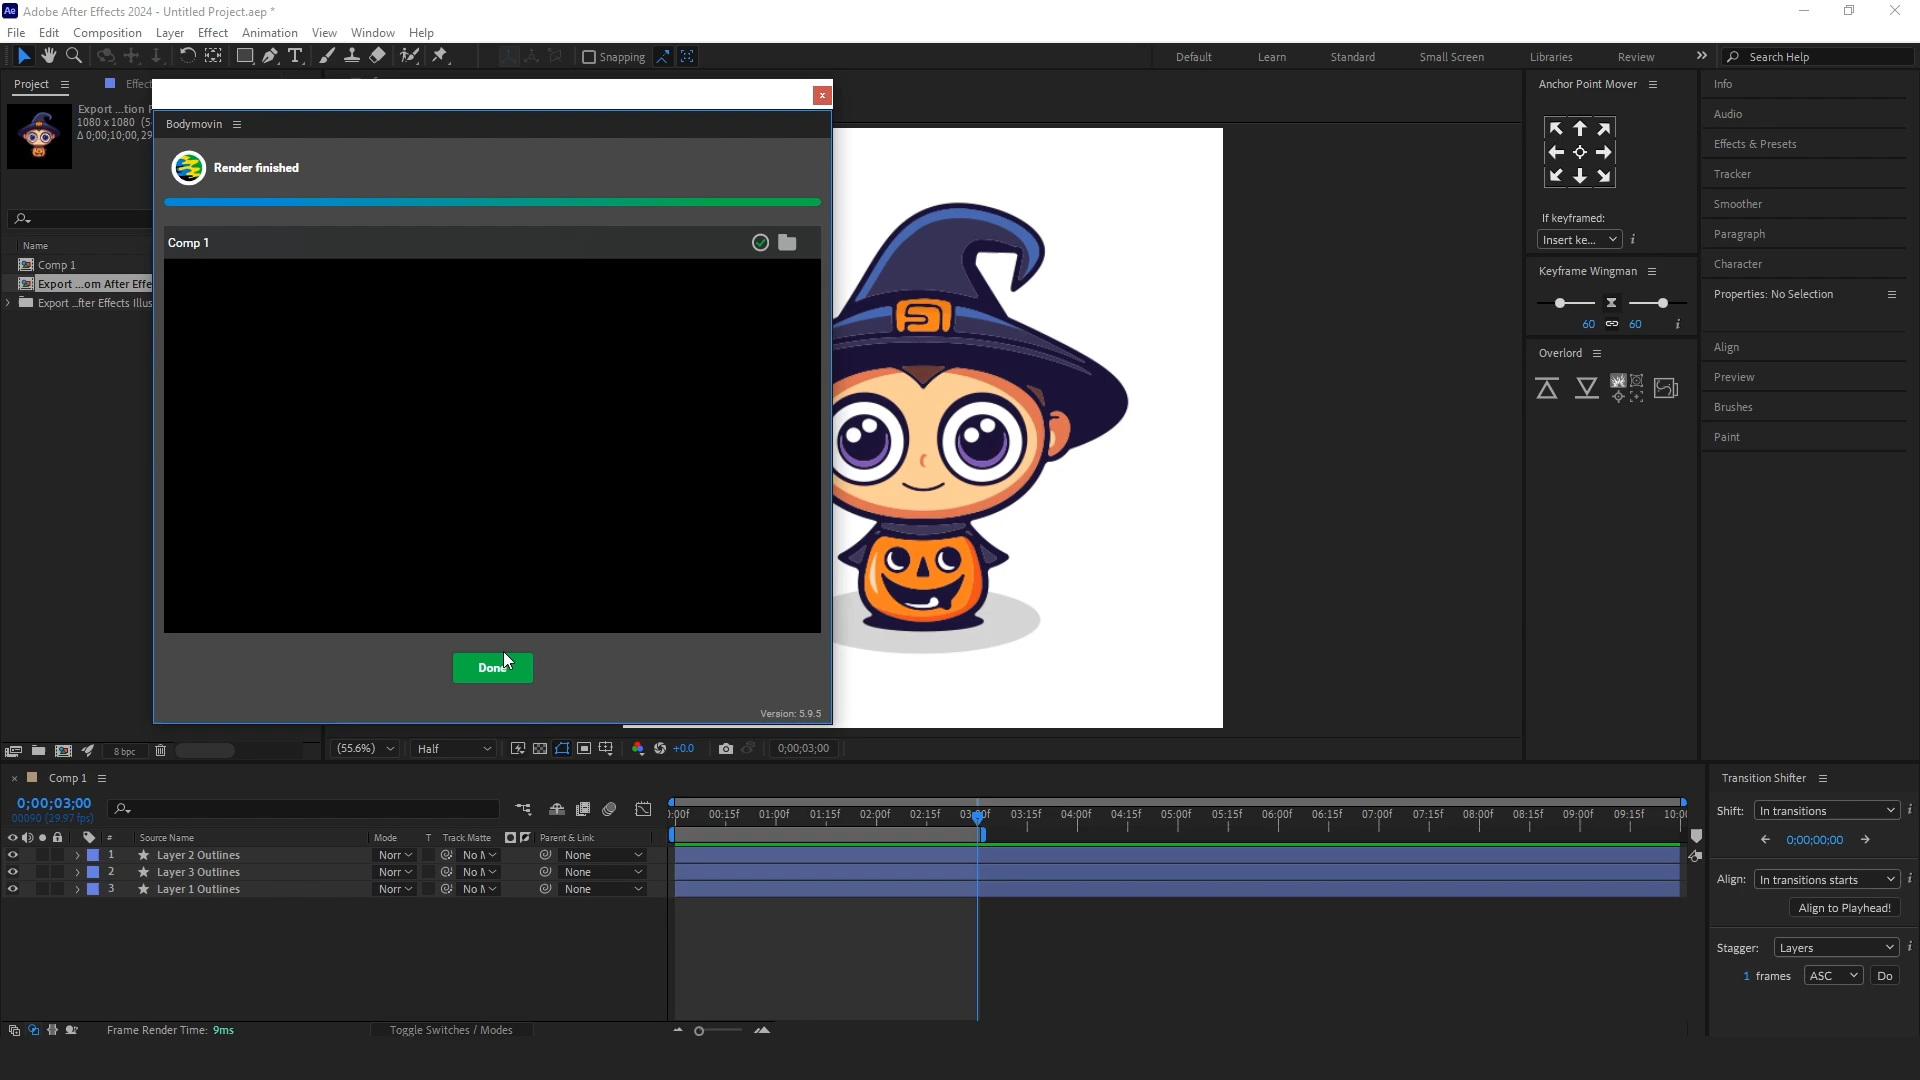 Ae Adobe After Effects 2024 - Untitled Project.aep *
File Edit Composition Layer Effect Animation View Window Help
Snapping Default Learn Standard Small Screen Libraries Review Search Help
Project
Effect
Export ...tion F
1080 x 1080
Δ 0;00;10;00, 29
Name
Comp 1
Export ...om After Effe
Export ...fter Effects Illus
8 bpc
Bodymovin
Render finished
Comp 1
Done
Version: 5.9.5
(55.6%) Half +0.0 0;00;03;00
Anchor Point Mover
If keyframed:
Insert ke...
Keyframe Wingman
60 60
Overlord
Info
Audio
Effects & Presets
Tracker
Smoother
Paragraph
Character
Properties: No Selection
Align
Preview
Brushes
Paint
Comp 1
0;00;03;00
00090 (29.97 fps)
# Source Name Mode T Track Matte Parent & Link
1 Layer 2 Outlines Norr No M None
2 Layer 3 Outlines Norr No M None
3 Layer 1 Outlines Norr No M None
:00f 00:15f 01:00f 01:15f 02:00f 02:15f 03:00f 03:15f 04:00f 04:15f 05:00f 05:15f 06:00f 06:15f 07:00f 07:15f 08:00f 08:15f 09:00f 09:15f 10:0
Frame Render Time: 9ms Toggle Switches / Modes
Transition Shifter
Shift: In transitions
0;00;00;00
Align: In transitions starts
Align to Playhead!
Stagger: Layers
1 frames ASC Do